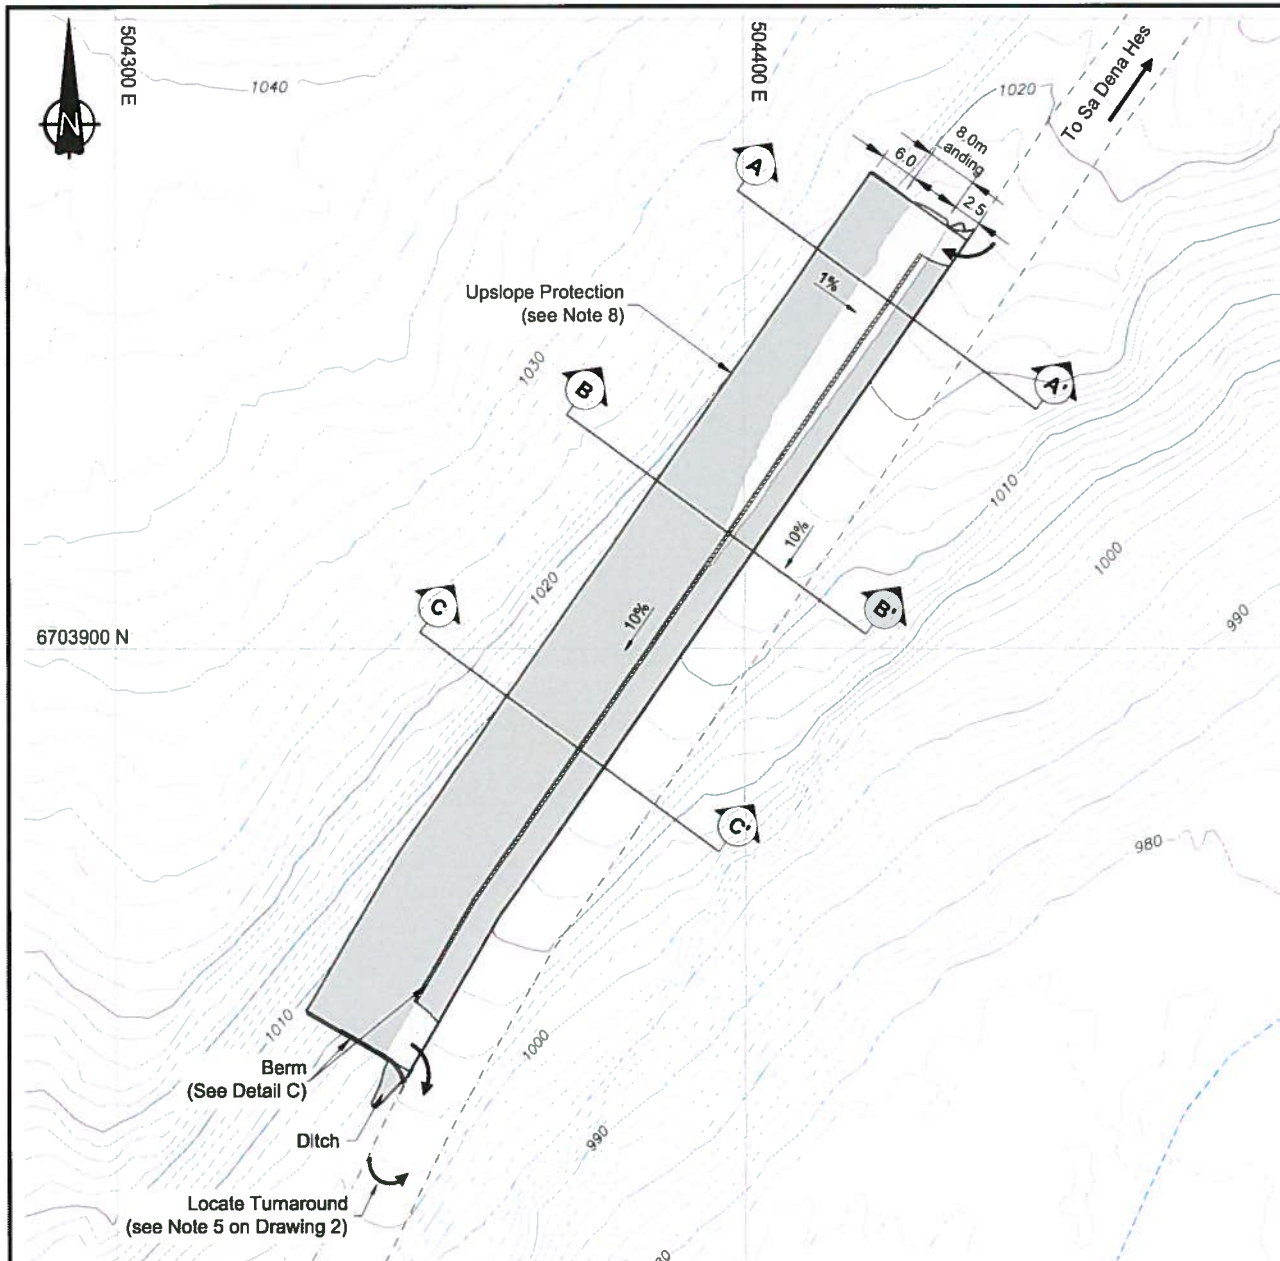 504300 E
504400 E
N
1040
1020
To Sa Dena Hes
8.0m
Landing
6.0
2.5
A
1%
Upslope Protection
(see Note 8)
1030
B
A'
1010
10%
1000
1020
C
10%
B'
990
6703900 N
C'
980
1010
1000
Berm
(See Detail C)
Ditch
990
Locate Turnaround
(see Note 5 on Drawing 2)